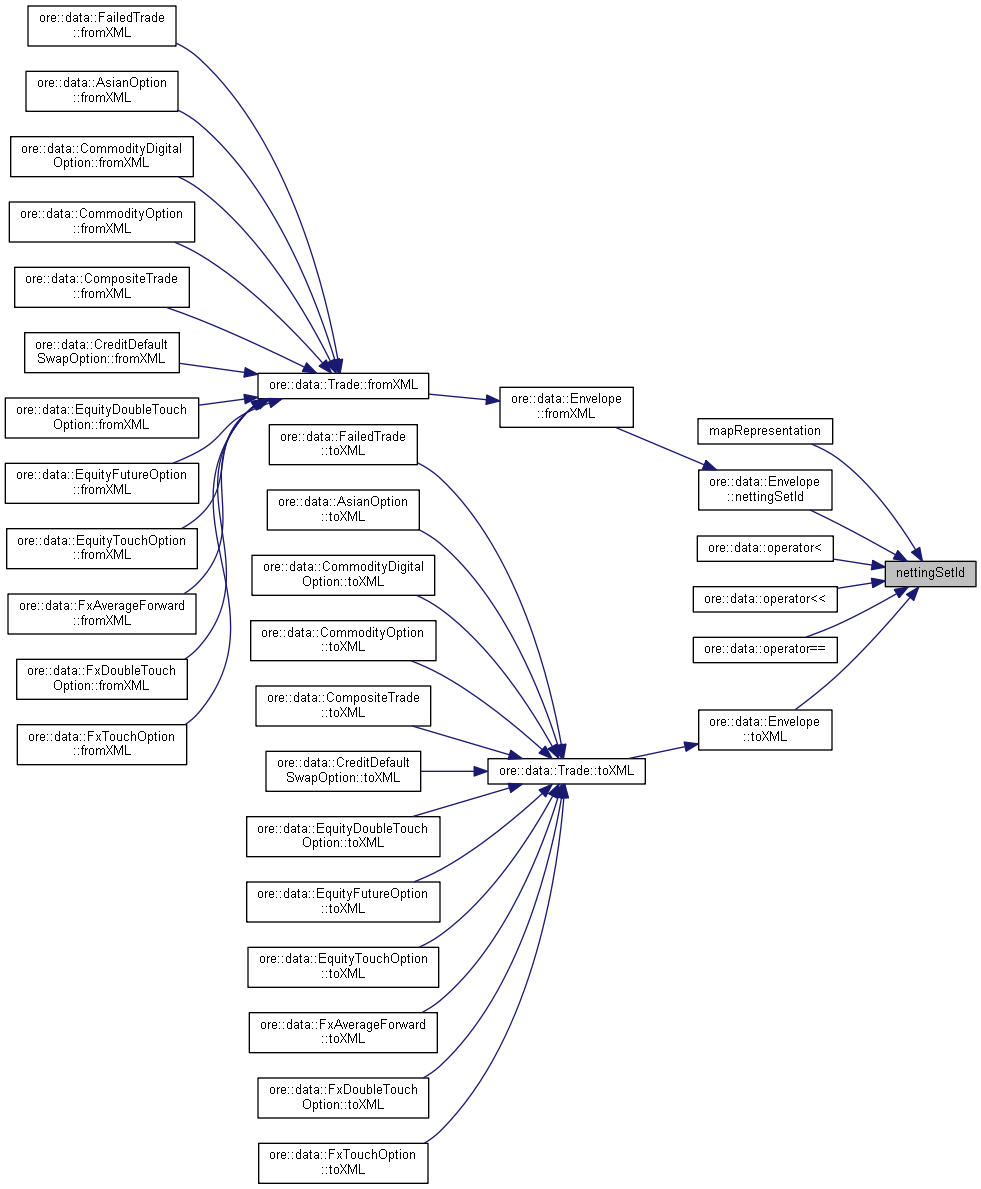 ore::data::FailedTrade
::fromXML
ore::data::AsianOption
::fromXML
ore::data::CommodityDigital
Option::fromXML
ore::data::CommodityOption
::fromXML
ore::data::CompositeTrade
::fromXML
ore::data::CreditDefault
SwapOption::fromXML
ore::data::EquityDoubleTouch
Option::fromXML
ore::data::EquityFutureOption
::fromXML
ore::data::EquityTouchOption
::fromXML
ore::data::FxAverageForward
::fromXML
ore::data::FxDoubleTouch
Option::fromXML
ore::data::FxTouchOption
::fromXML
ore::data::Trade::fromXML
ore::data::FailedTrade
::toXML
ore::data::AsianOption
::toXML
ore::data::CommodityDigital
Option::toXML
ore::data::CommodityOption
::toXML
ore::data::CompositeTrade
::toXML
ore::data::CreditDefault
SwapOption::toXML
ore::data::EquityDoubleTouch
Option::toXML
ore::data::EquityFutureOption
::toXML
ore::data::EquityTouchOption
::toXML
ore::data::FxAverageForward
::toXML
ore::data::FxDoubleTouch
Option::toXML
ore::data::FxTouchOption
::toXML
ore::data::Envelope
::fromXML
ore::data::Trade::toXML
mapRepresentation
ore::data::Envelope
::nettingSetId
ore::data::operator<
ore::data::operator<<
ore::data::operator==
ore::data::Envelope
::toXML
nettingSetId